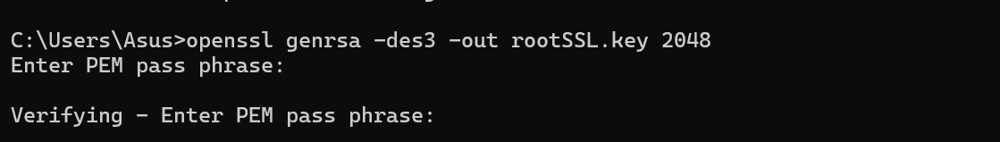 C:\Users\Asus>openssl genrsa -des3 -out rootSSL.key 2048
Enter PEM pass phrase:
Verifying - Enter PEM pass phrase: